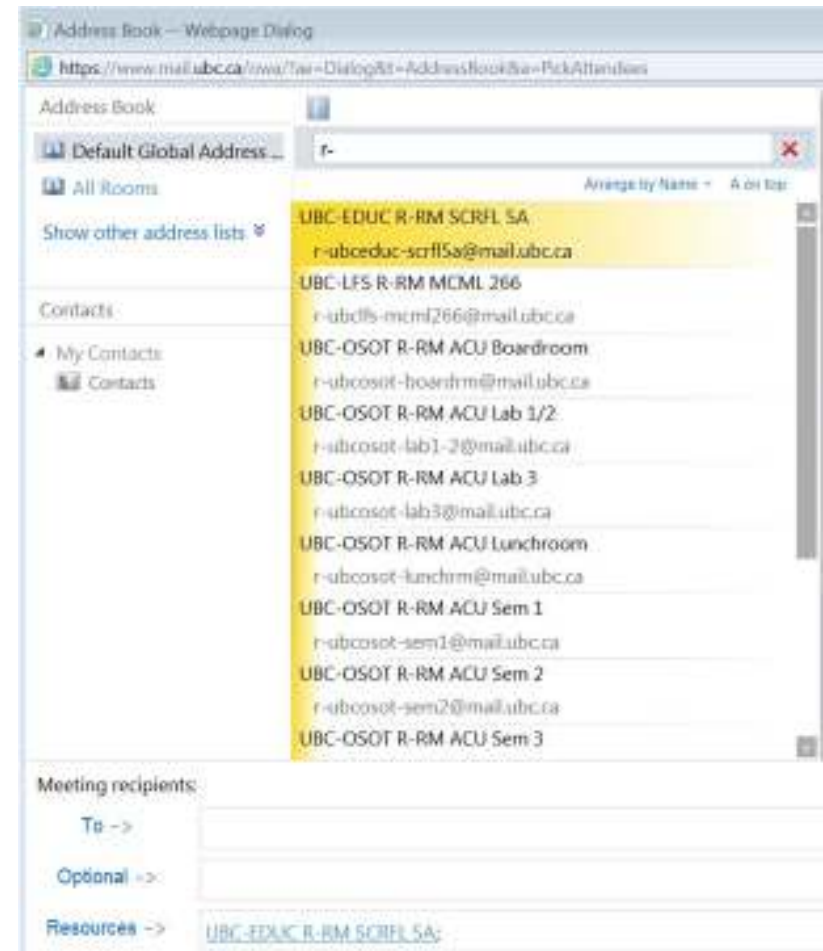 Address Book -- Webpage Dialog
https://www.mail.ubc.ca/owa/?ae=Dialog&t=AddressBook&a=PickAttendees
Address Book
Default Global Address ...
r-
All Rooms
Arrange by Name
A on top
Show other address lists
UBC-EDUC R-RM SCRFL 5A
r-ubceduc-scrfl5a@mail.ubc.ca
UBC-LFS R-RM MCML 266
r-ubclfs-mcml266@mail.ubc.ca
Contacts
UBC-OSOT R-RM ACU Boardroom
r-ubcosot-boardrm@mail.ubc.ca
My Contacts
Contacts
UBC-OSOT R-RM ACU Lab 1/2
r-ubcosot-lab1-2@mail.ubc.ca
UBC-OSOT R-RM ACU Lab 3
r-ubcosot-lab3@mail.ubc.ca
UBC-OSOT R-RM ACU Lunchroom
r-ubcosot-lunchrm@mail.ubc.ca
UBC-OSOT R-RM ACU Sem 1
r-ubcosot-sem1@mail.ubc.ca
UBC-OSOT R-RM ACU Sem 2
r-ubcosot-sem2@mail.ubc.ca
UBC-OSOT R-RM ACU Sem 3
Meeting recipients:
To ->
Optional ->
Resources ->
UBC-EDUC R-RM SCRFL 5A;